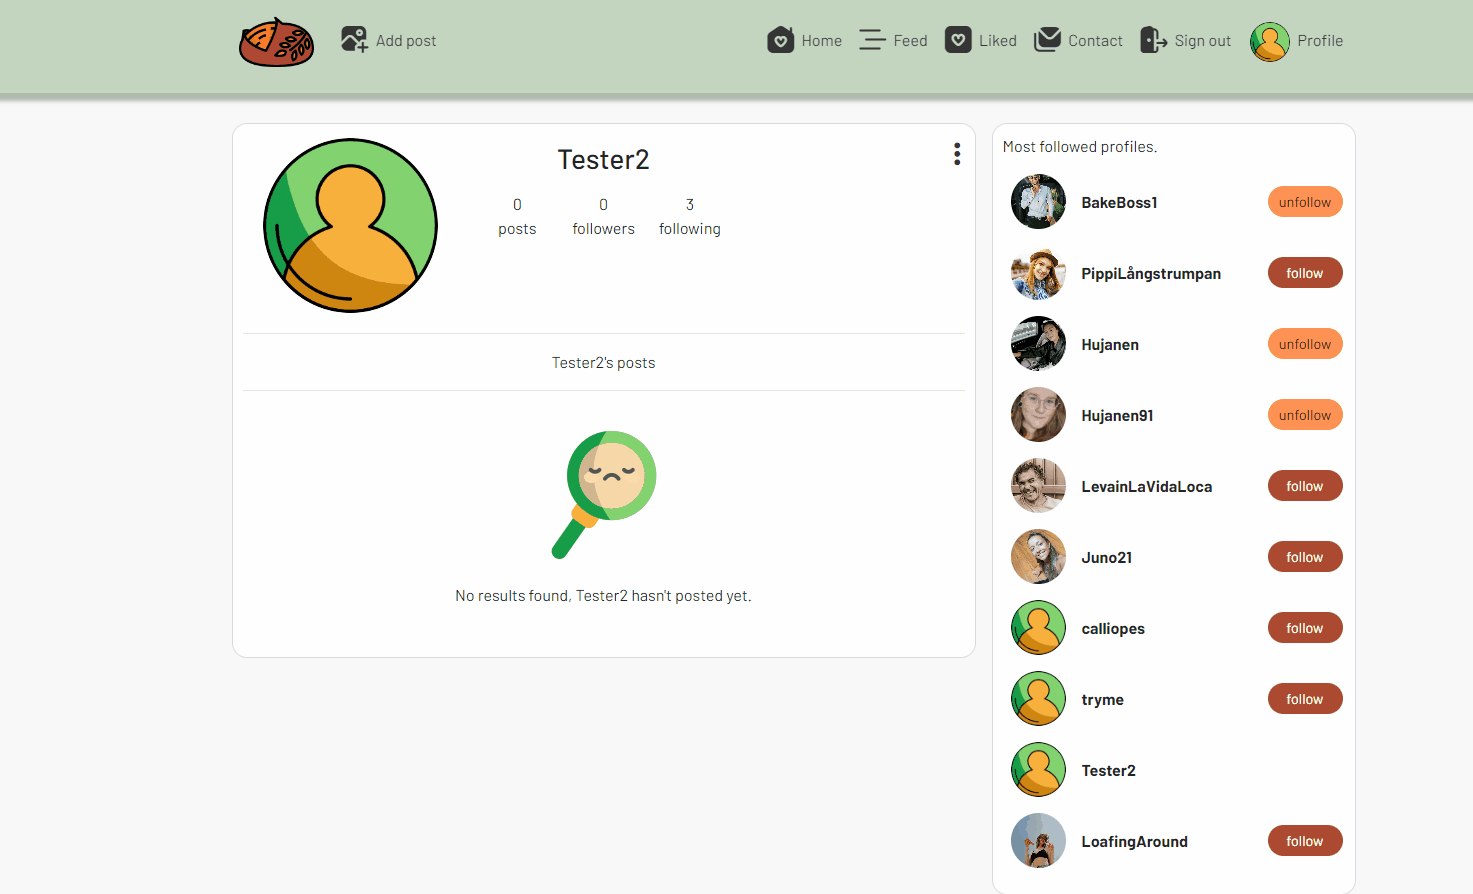 Add post
Home
Feed
Liked
Contact
Sign out
Profile
Tester2
0 posts
0 followers
3 following
Tester2's posts
No results found, Tester2 hasn't posted yet.
Most followed profiles.
BakeBoss1 unfollow
PippiLångstrumpan follow
Hujanen unfollow
Hujanen91 unfollow
LevainLaVidaLoca follow
Juno21 follow
calliopes follow
tryme follow
Tester2
LoafingAround follow